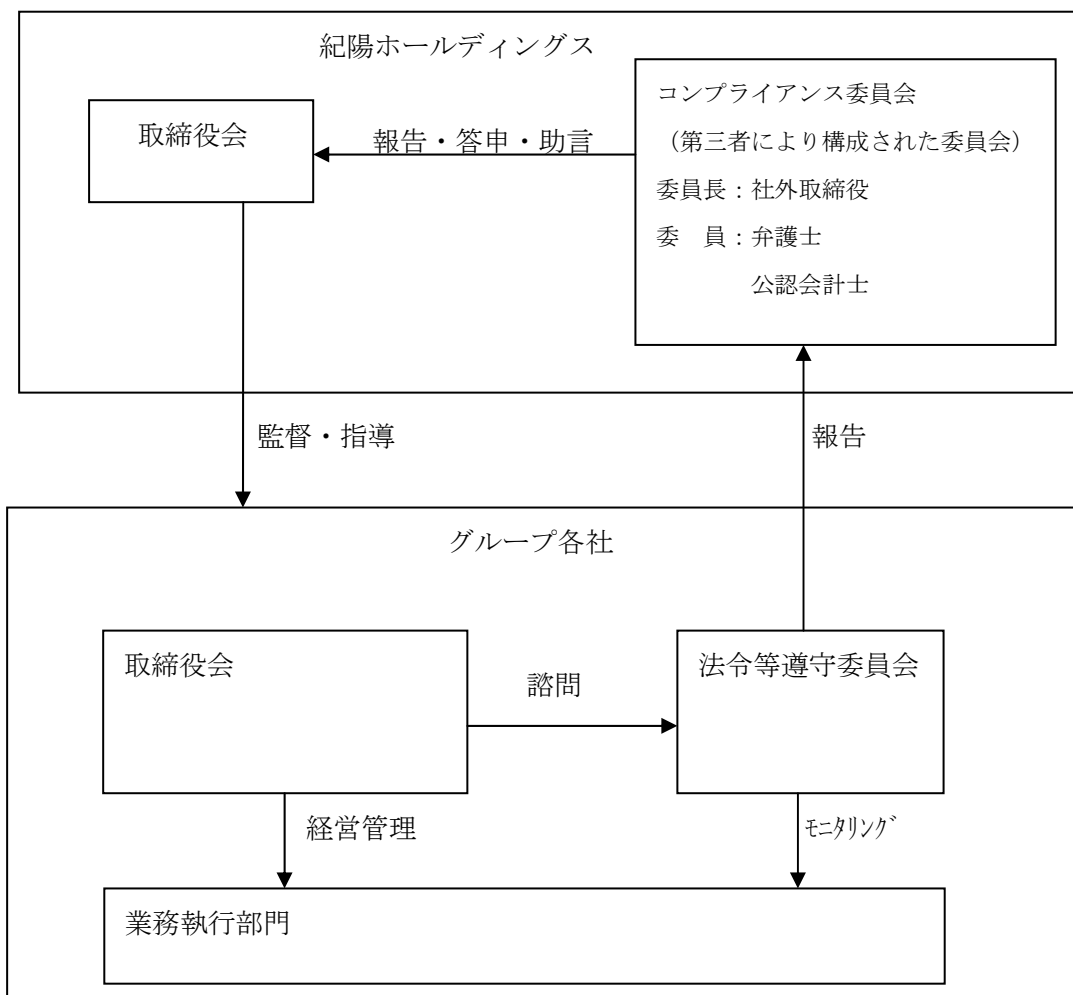 紀陽ホールディングス
取締役会
報告・答申・助言
コンプライアンス委員会
（第三者により構成された委員会）
委員長：社外取締役
委　員：弁護士
公認会計士
監督・指導
報告
グループ各社
取締役会
諮問
法令等遵守委員会
経営管理
ﾓﾆﾀﾘﾝｸﾞ
業務執行部門